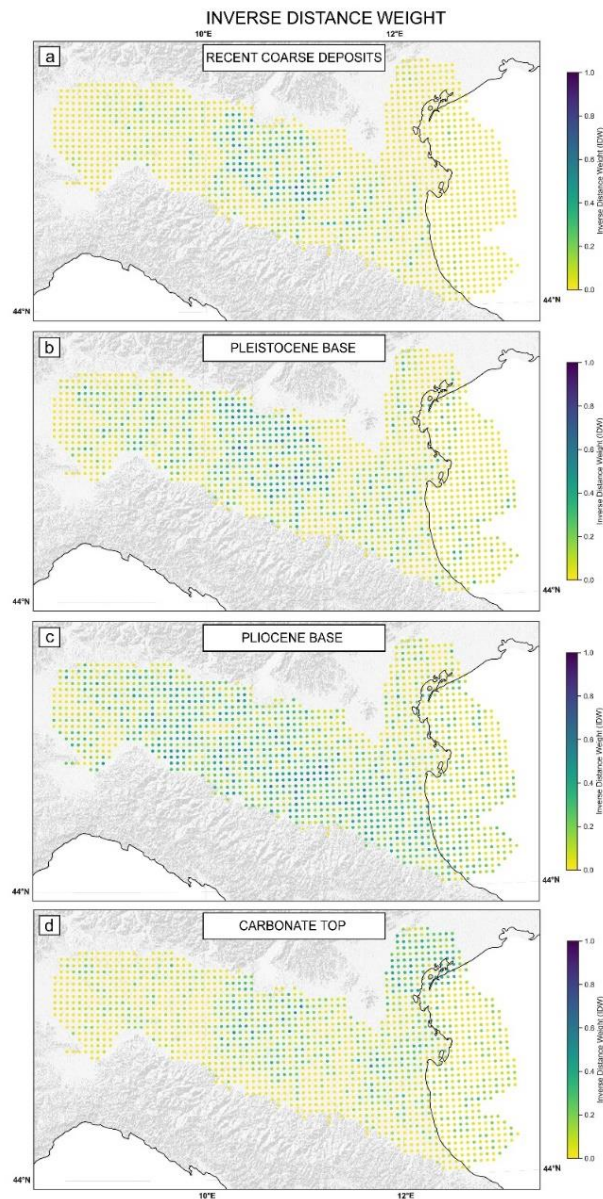 INVERSE DISTANCE WEIGHT
10°E 12°E
a RECENT COARSE DEPOSITS
1.0
0.8
0.6
0.4
0.2
0.0
Inverse Distance Weight (IDW)
44°N 44°N
b PLEISTOCENE BASE
1.0
0.8
0.6
0.4
0.2
0.0
Inverse Distance Weight (IDW)
44°N 44°N
c PLIOCENE BASE
1.0
0.8
0.6
0.4
0.2
0.0
Inverse Distance Weight (IDW)
44°N 44°N
d CARBONATE TOP
1.0
0.8
0.6
0.4
0.2
0.0
Inverse Distance Weight (IDW)
44°N 44°N
10°E 12°E